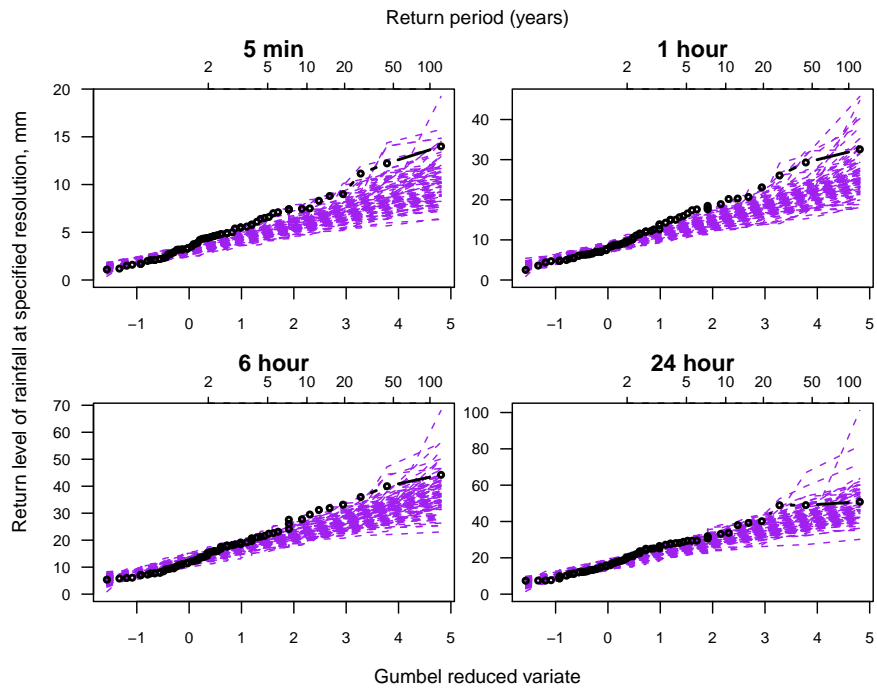 Return period (years)
5 min
1 hour
2 5 10 20 50 100
2 5 10 20 50 100
20
15
10
5
0
30
20
10
0
−1 0 1 2 3 4 5
−1 0 1 2 3 4 5
Return level of rainfall at specified resolution, mm
6 hour
24 hour
2 5 10 20 50 100
2 5 10 20 50 100
70
60
50
40
30
20
10
0
100
80
60
40
20
0
−1 0 1 2 3 4 5
−1 0 1 2 3 4 5
Gumbel reduced variate